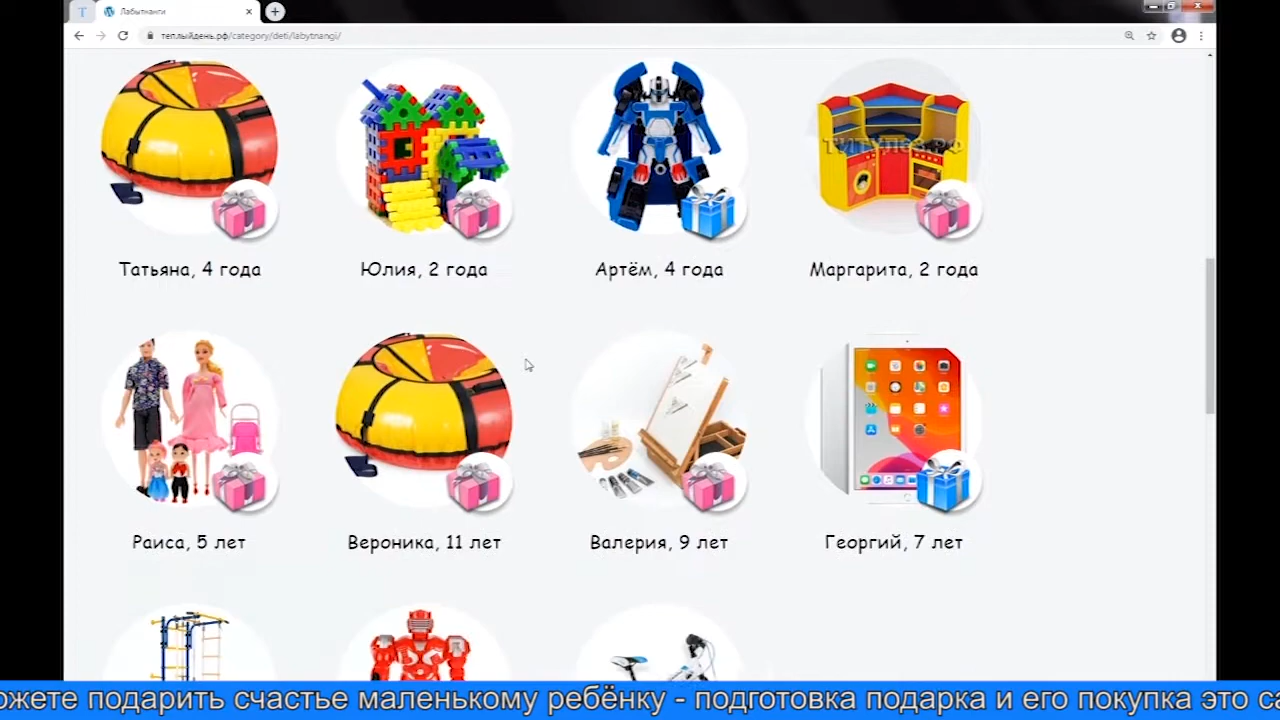 Лабытнанги
теплыйдень.рф/category/deti/labytnangi/
ТИТУЛ63.РФ
Татьяна, 4 года
Юлия, 2 года
Артём, 4 года
Маргарита, 2 года
Раиса, 5 лет
Вероника, 11 лет
Валерия, 9 лет
Георгий, 7 лет
ожете подарить счастье маленькому ребёнку - подготовка подарка и его покупка это са